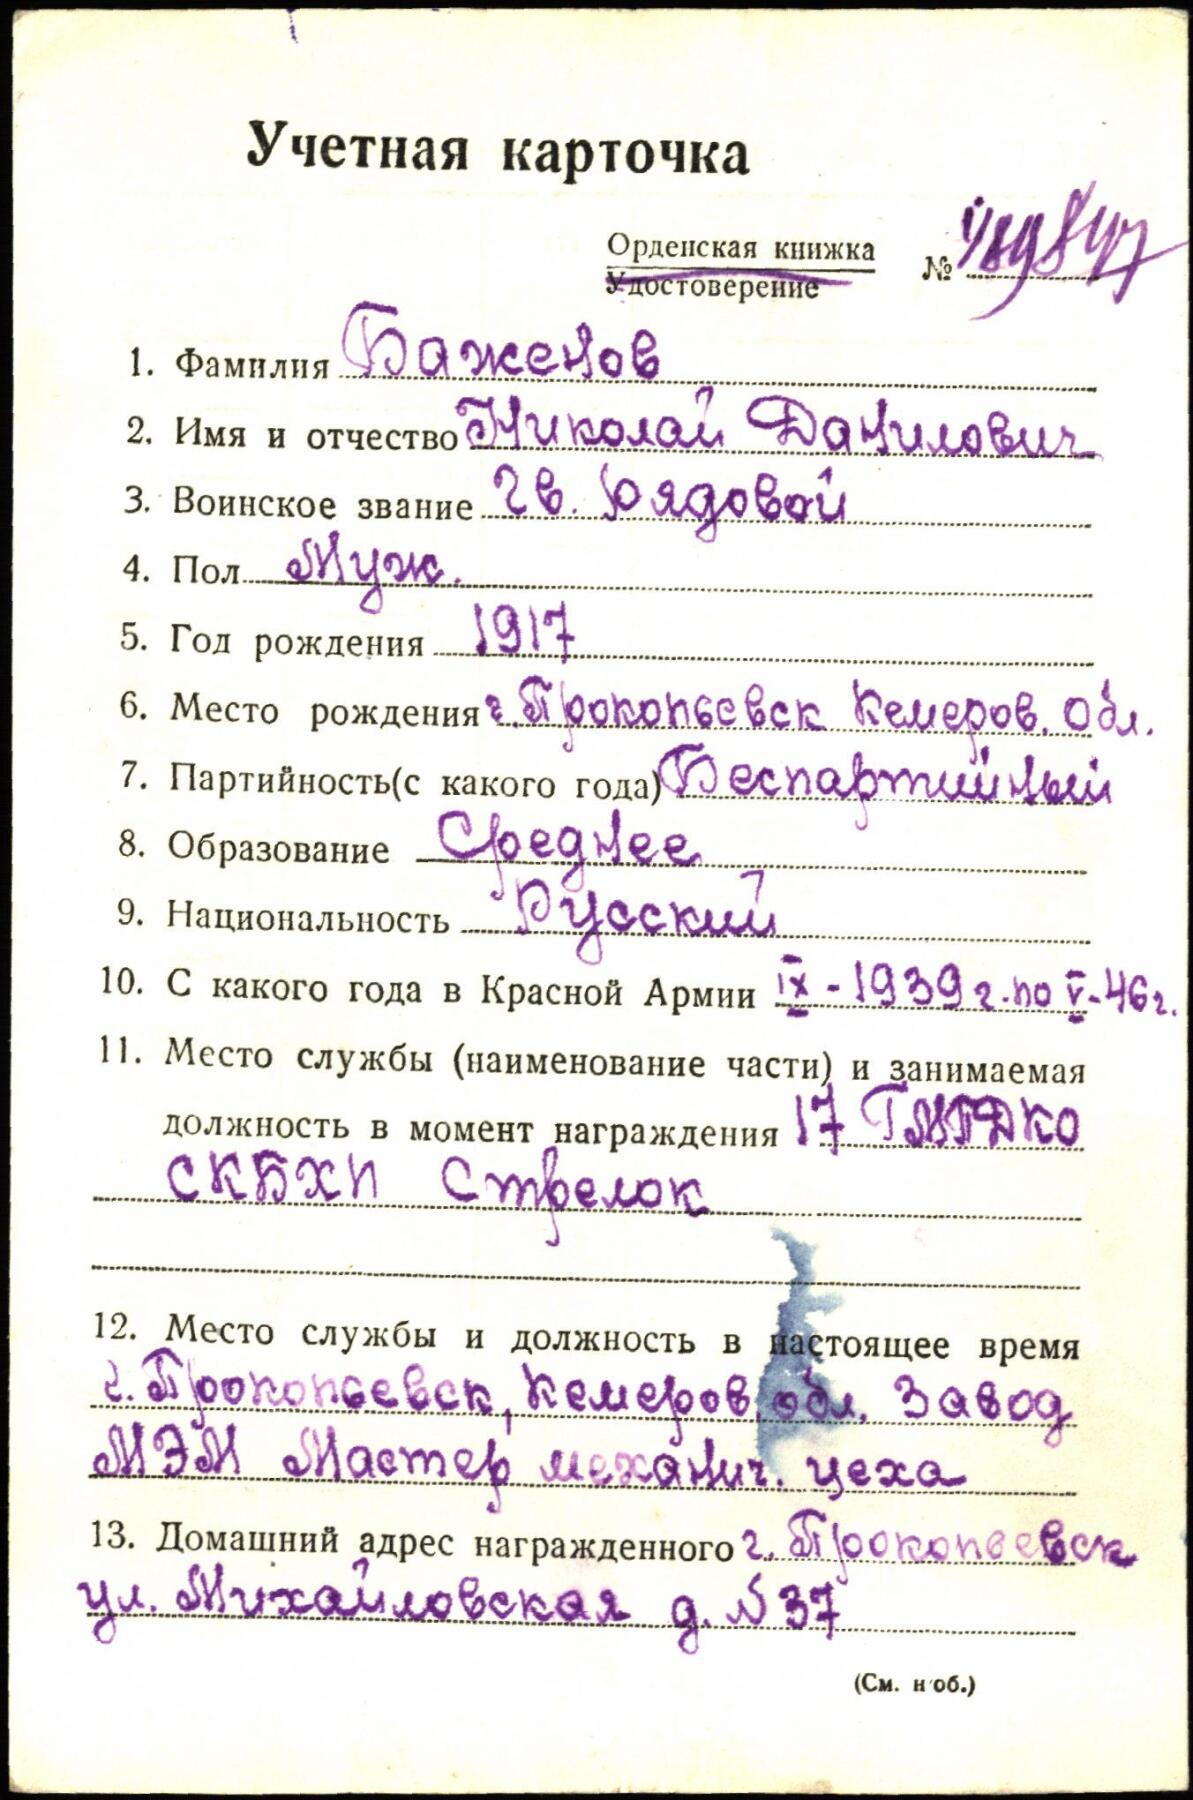 Учетная карточка
Орденская книжка
Удостоверение
№
1. Фамилия Баженов
2. Имя и отчество Николай Данилович
3. Воинское звание Гв. рядовой
4. Пол Муж.
5. Год рождения 1917
6. Место рождения г. Прокопьевск Кемеров. обл.
7. Партийность (с какого года) Беспартийный
8. Образование Среднее
9. Национальность Русский
10. С какого года в Красной Армии IX - 1939 г. по V - 46 г.
11. Место службы (наименование части) и занимаемая
должность в момент награждения 17
Стрелок
12. Место службы и должность в настоящее время
г. Прокопьевск, Кемеров. обл. Завод
МЭМ Мастер механич. цеха
13. Домашний адрес награжденного г. Прокопьевск
ул. Михайловская д. № 37
(См. н об.)